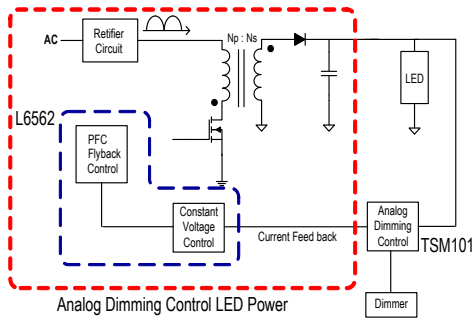 AC
Rectifier
Circuit
Np : Ns
LED
L6562
PFC
Flyback
Control
Constant
Voltage
Control
Current Feed back
Analog
Dimming
Control
TSM101
Dimmer
Analog Dimming Control LED Power